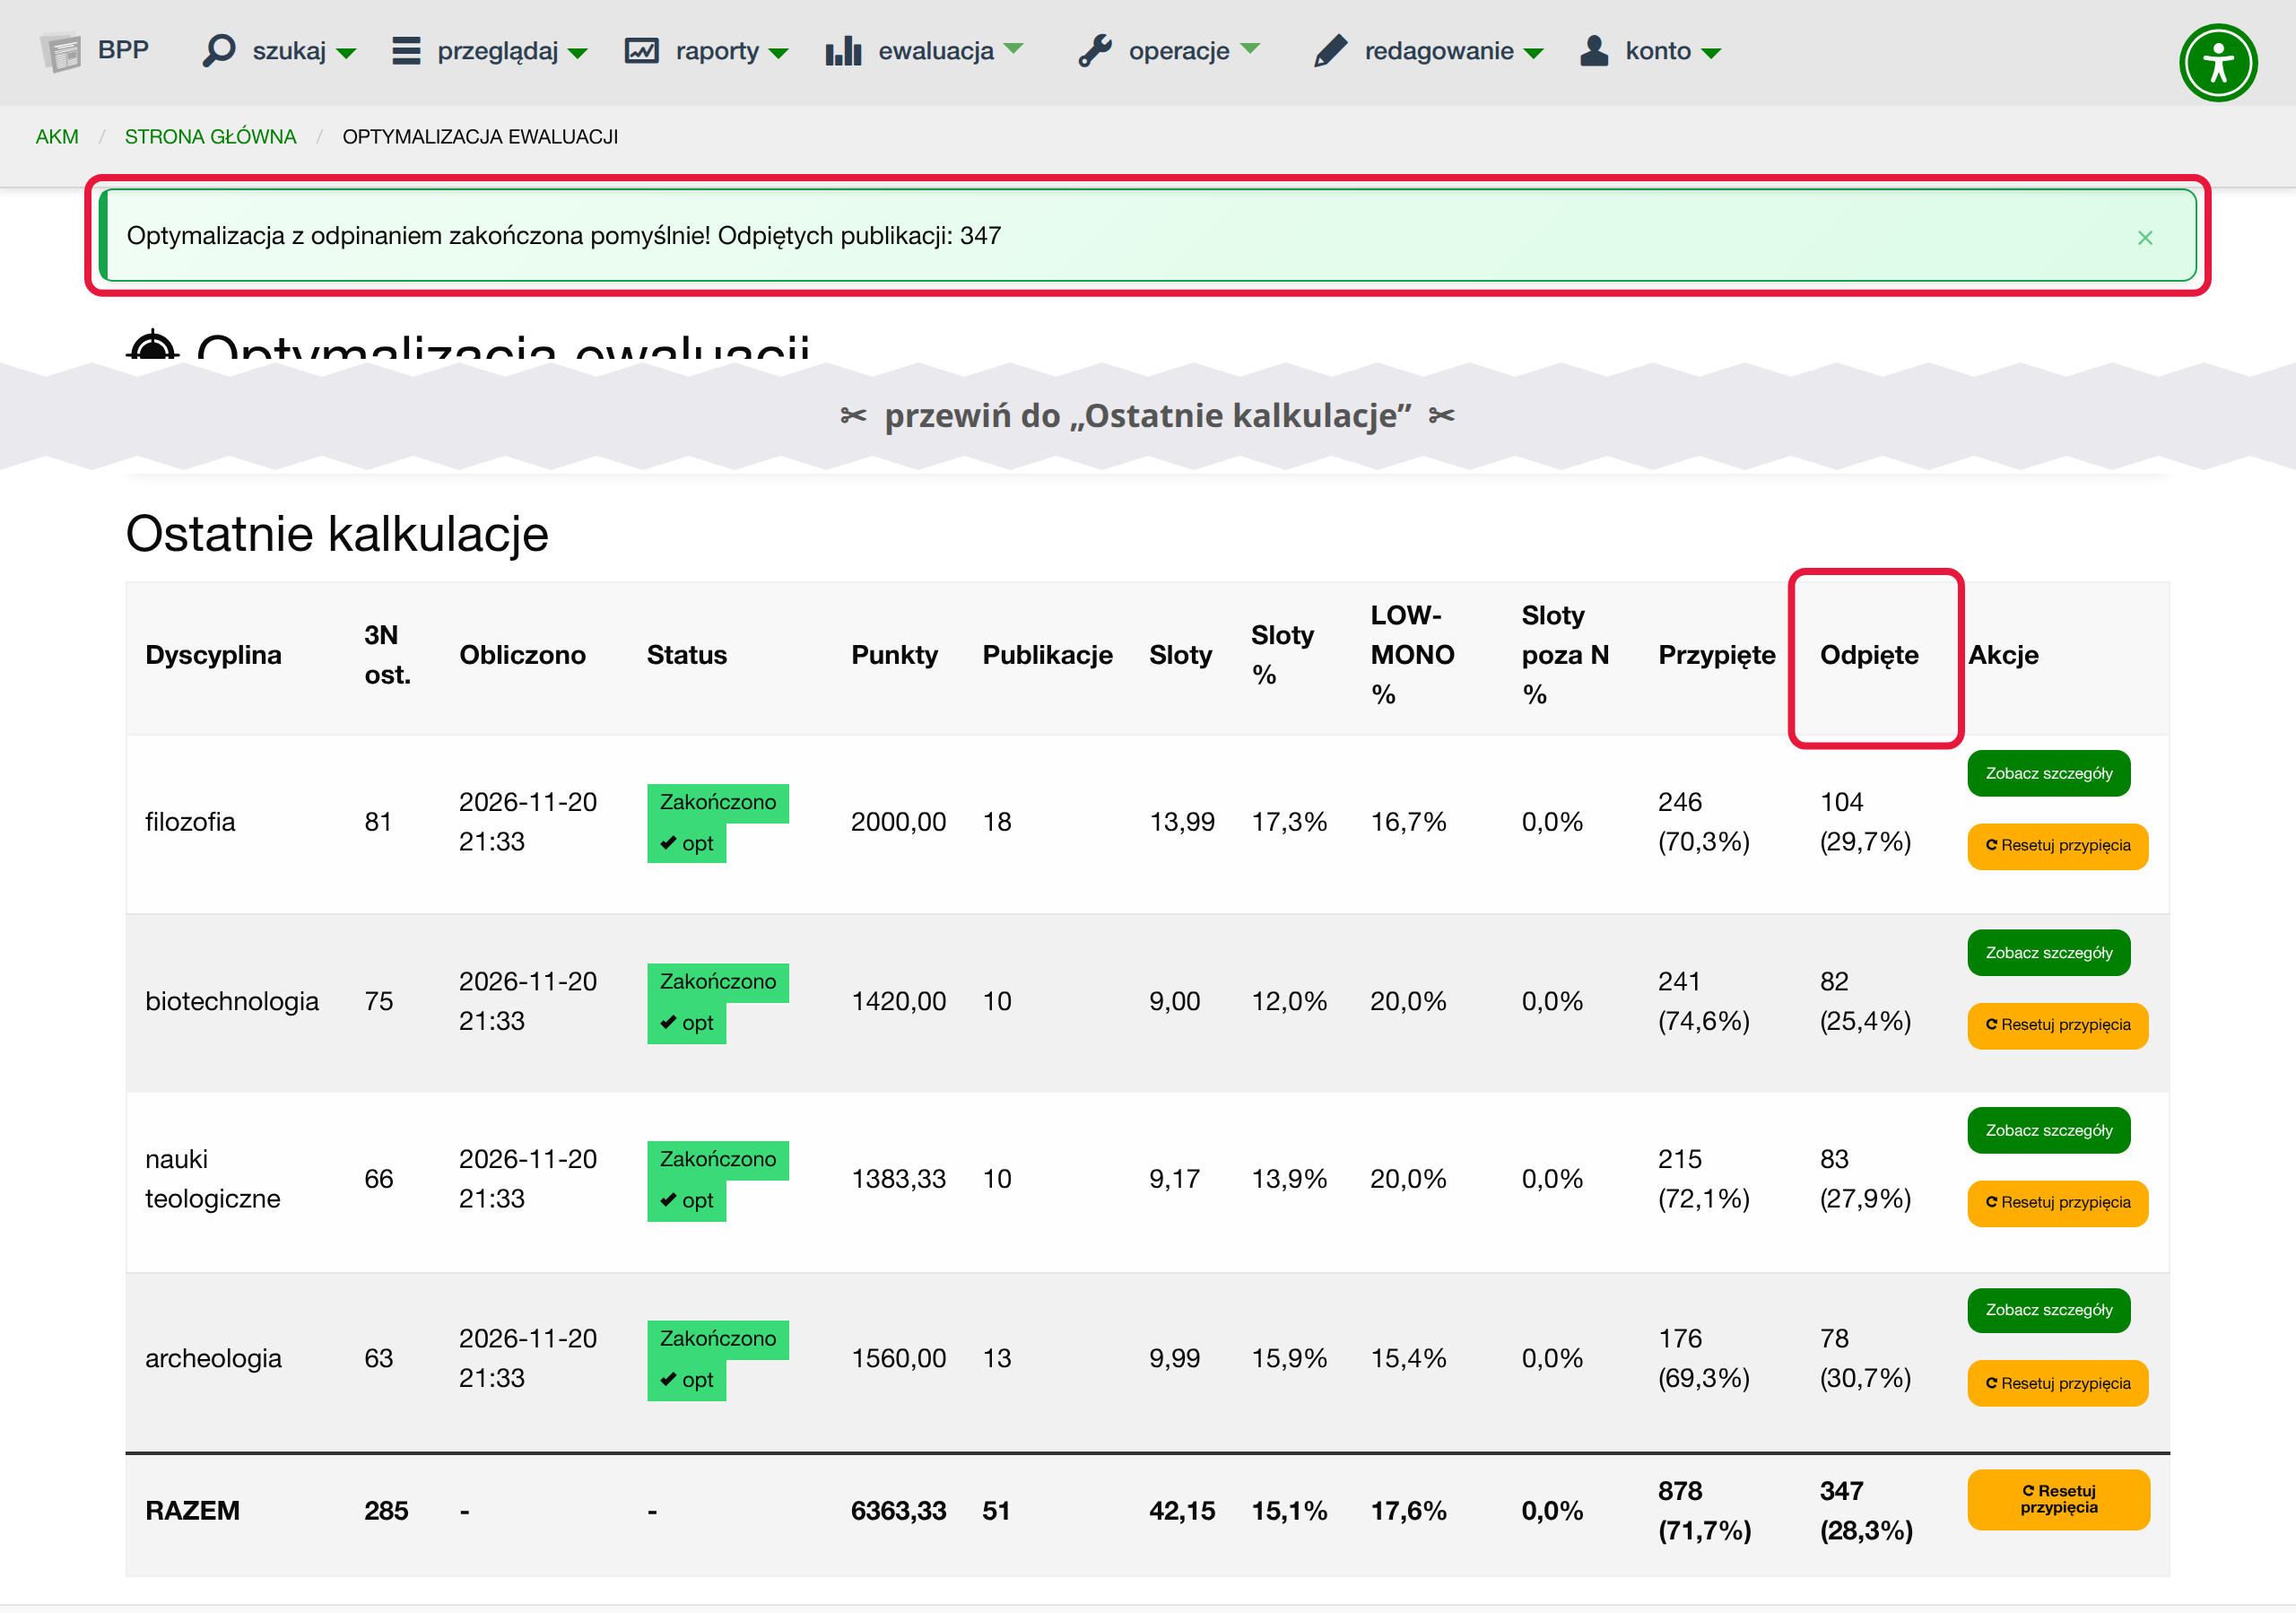 BPP szukaj przeglądaj raporty ewaluacja operacje redagowanie konto
AKM / STRONA GŁÓWNA / OPTYMALIZACJA EWALUACJI
Optymalizacja z odpinaniem zakończona pomyślnie! Odpiętych publikacji: 347 ×
Optymalizacja ewaluacji
✂ przewiń do „Ostatnie kalkulacje” ✂
Ostatnie kalkulacje
Dyscyplina 3N ost. Obliczono Status Punkty Publikacje Sloty Sloty % LOW-MONO % Sloty poza N % Przypięte Odpięte Akcje
filozofia 81 2026-11-20 21:33 Zakończono ✔ opt 2000,00 18 13,99 17,3% 16,7% 0,0% 246 (70,3%) 104 (29,7%) Zobacz szczegóły Resetuj przypięcia
biotechnologia 75 2026-11-20 21:33 Zakończono ✔ opt 1420,00 10 9,00 12,0% 20,0% 0,0% 241 (74,6%) 82 (25,4%) Zobacz szczegóły Resetuj przypięcia
nauki teologiczne 66 2026-11-20 21:33 Zakończono ✔ opt 1383,33 10 9,17 13,9% 20,0% 0,0% 215 (72,1%) 83 (27,9%) Zobacz szczegóły Resetuj przypięcia
archeologia 63 2026-11-20 21:33 Zakończono ✔ opt 1560,00 13 9,99 15,9% 15,4% 0,0% 176 (69,3%) 78 (30,7%) Zobacz szczegóły Resetuj przypięcia
RAZEM 285 - - 6363,33 51 42,15 15,1% 17,6% 0,0% 878 (71,7%) 347 (28,3%) Resetuj przypięcia